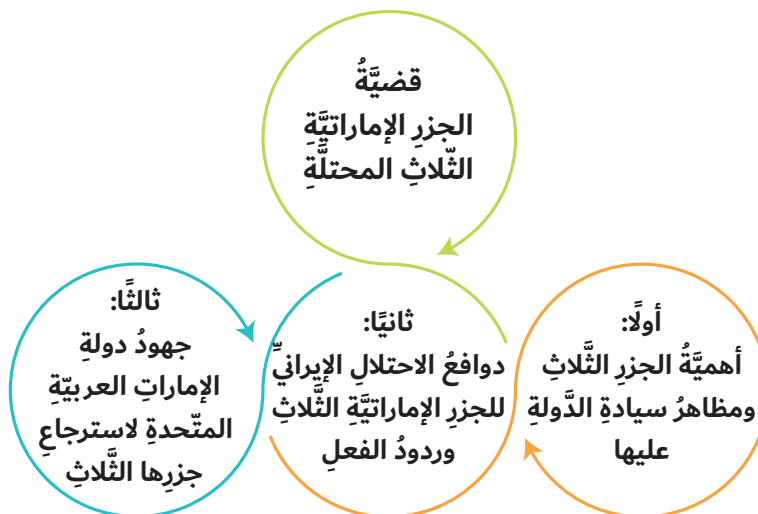 قضيَّةُ
الجزرِ الإماراتيَّةِ
الثّلاثِ المحتلَّةِ
أولًا:
أهميَّةُ الجزرِ الثَّلاثِ
ومظاهرُ سيادةِ الدَّولةِ
عليها
ثانيًا:
دوافعُ الاحتلالِ الإيرانيِّ
للجزرِ الإماراتيَّةِ الثَّلاثِ
وردودُ الفعلِ
ثالثًا:
جهودُ دولةِ
الإماراتِ العربيّةِ
المتّحدةِ لاسترجاعِ
جزرِها الثَّلاثِ